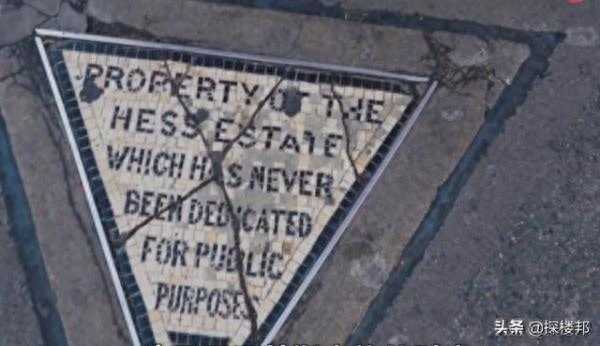 PROPERTY OF THE
HESS ESTATE
WHICH HAS NEVER
BEEN DEDICATED
FOR PUBLIC
PURPOSES
头条 @探楼邦